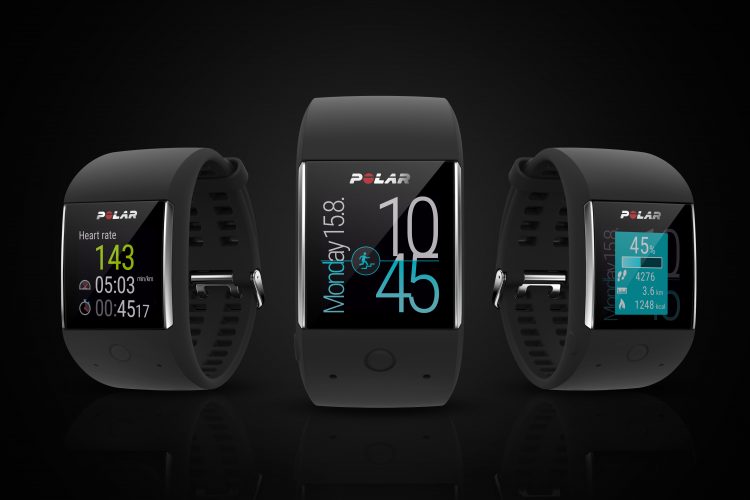 POLAR
Heart rate
143
05:03 min/km
00:4517
POLAR
Monday 15.8.
10
45
POLAR
45%
4276
3.6 km
1248 kcal